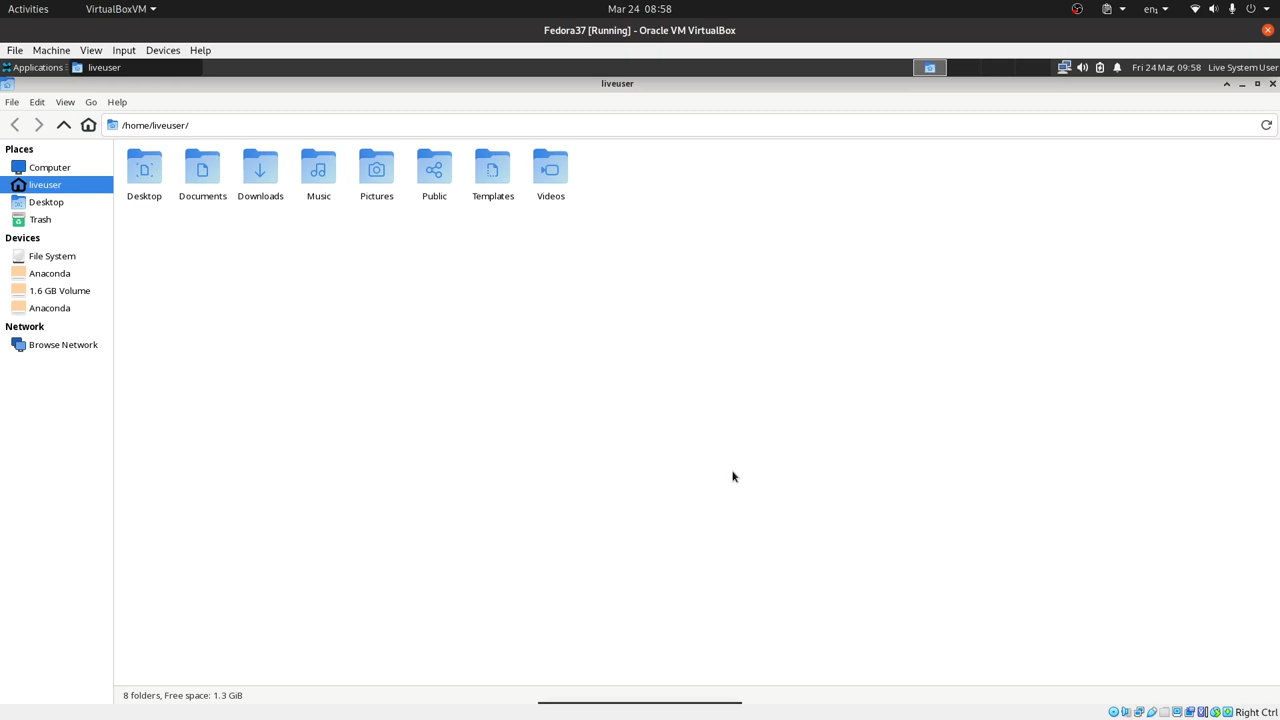 Activities VirtualBoxVM Mar 24 08:58 en₁
Fedora37 [Running] - Oracle VM VirtualBox
File Machine View Input Devices Help
Applications liveuser Fri 24 Mar, 09:58 Live System User
liveuser
File Edit View Go Help
/home/liveuser/
Places
Computer
liveuser
Desktop
Trash
Devices
File System
Anaconda
1.6 GB Volume
Anaconda
Network
Browse Network
Desktop Documents Downloads Music Pictures Public Templates Videos
8 folders, Free space: 1.3 GiB
Right Ctrl